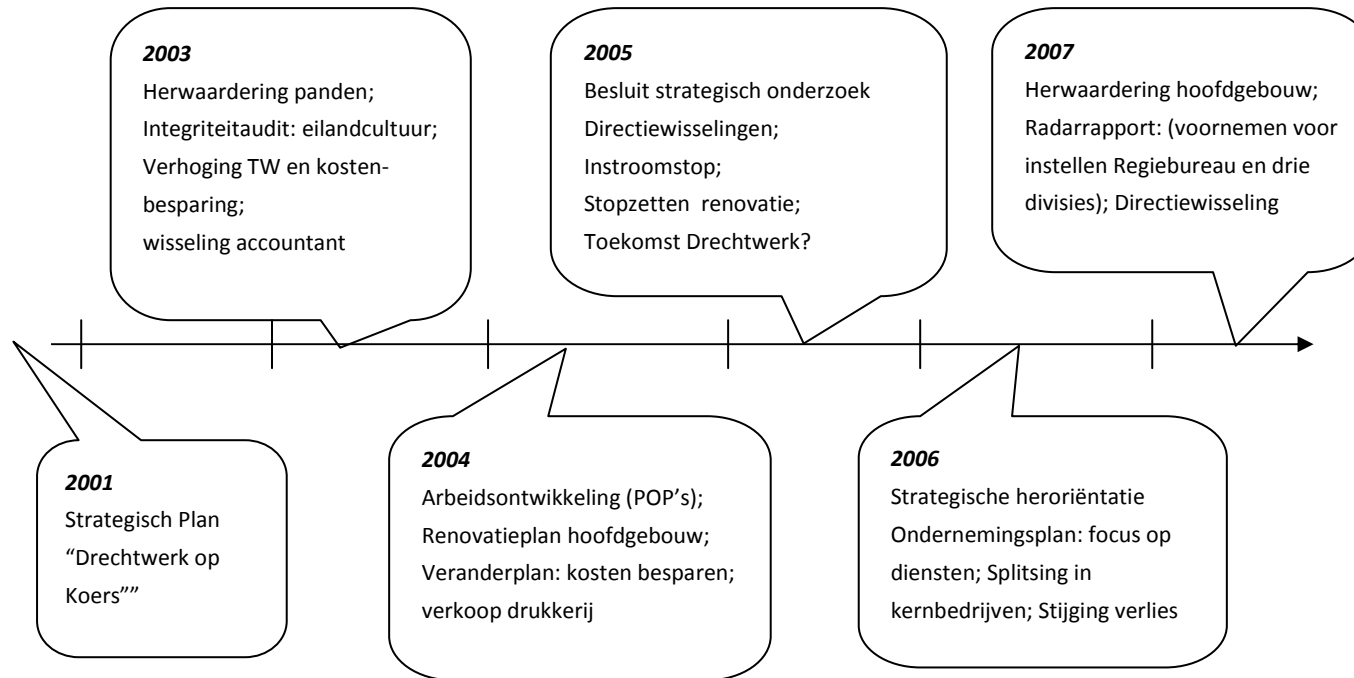 2003
Herwaardering panden;
Integriteitaudit: eilandcultuur;
Verhoging TW en kosten-
besparing;
wisseling accountant
2005
Besluit strategisch onderzoek
Directiewisselingen;
Instroomstop;
Stopzetten renovatie;
Toekomst Drechtwerk?
2007
Herwaardering hoofdgebouw;
Radarrapport: (voornemen voor
instellen Regiebureau en drie
divisies); Directiewisseling
2001
Strategisch Plan
“Drechtwerk op
Koers””
2004
Arbeidsontwikkeling (POP’s);
Renovatieplan hoofdgebouw;
Veranderplan: kosten besparen;
verkoop drukkerij
2006
Strategische heroriëntatie
Ondernemingsplan: focus op
diensten; Splitsing in
kernbedrijven; Stijging verlies